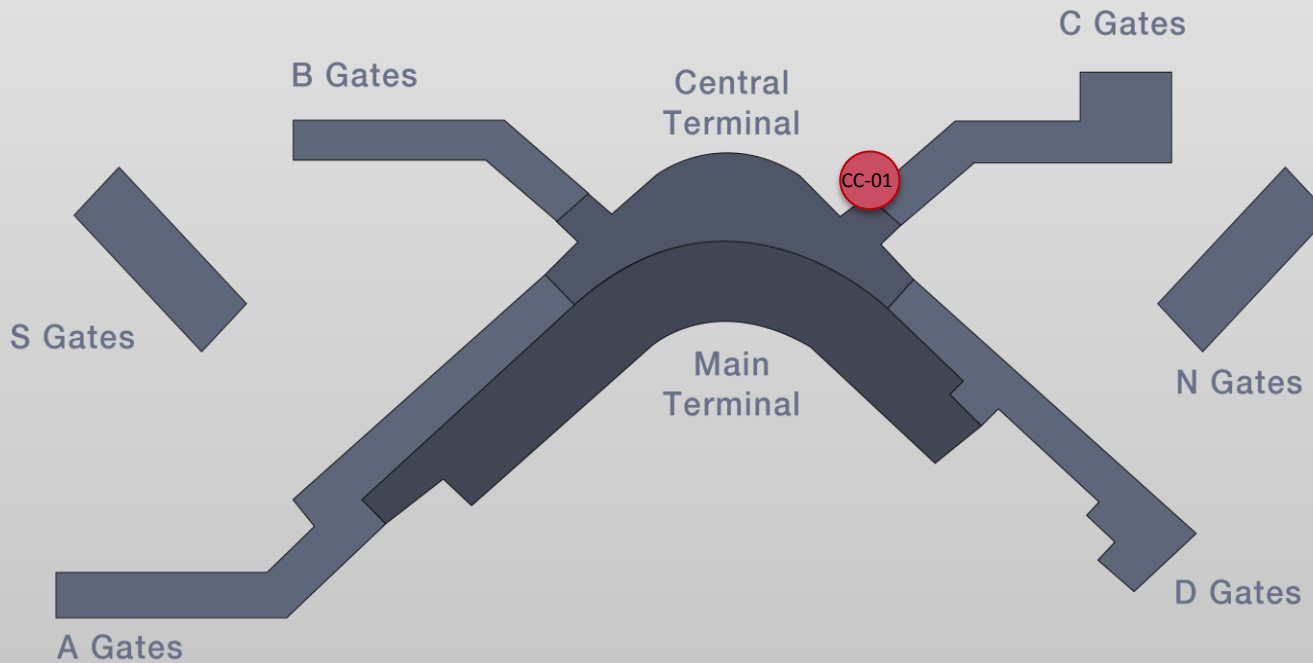 C Gates
B Gates
Central
Terminal
CC-01
S Gates
Main
Terminal
N Gates
D Gates
A Gates